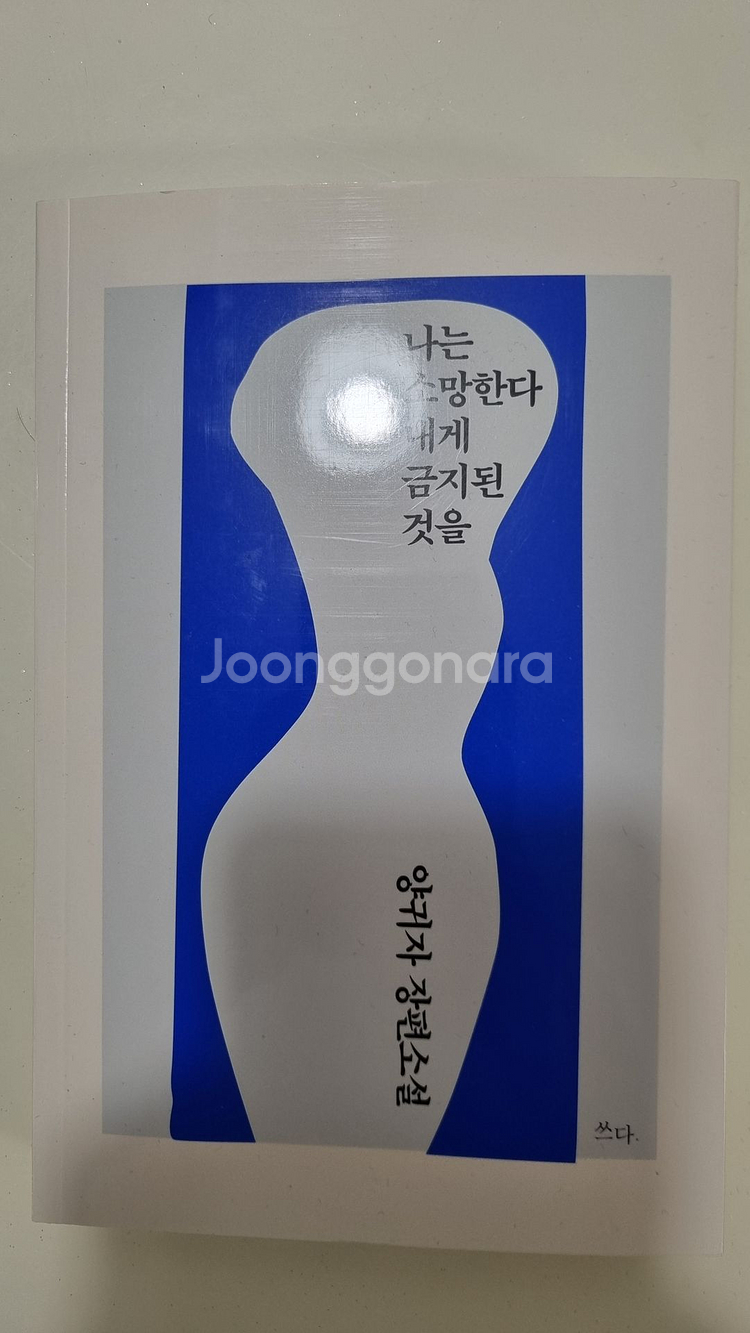 나는
소망한다
내게
금지된
것을
Joonggonara
양귀자 장편소설
쓰다.